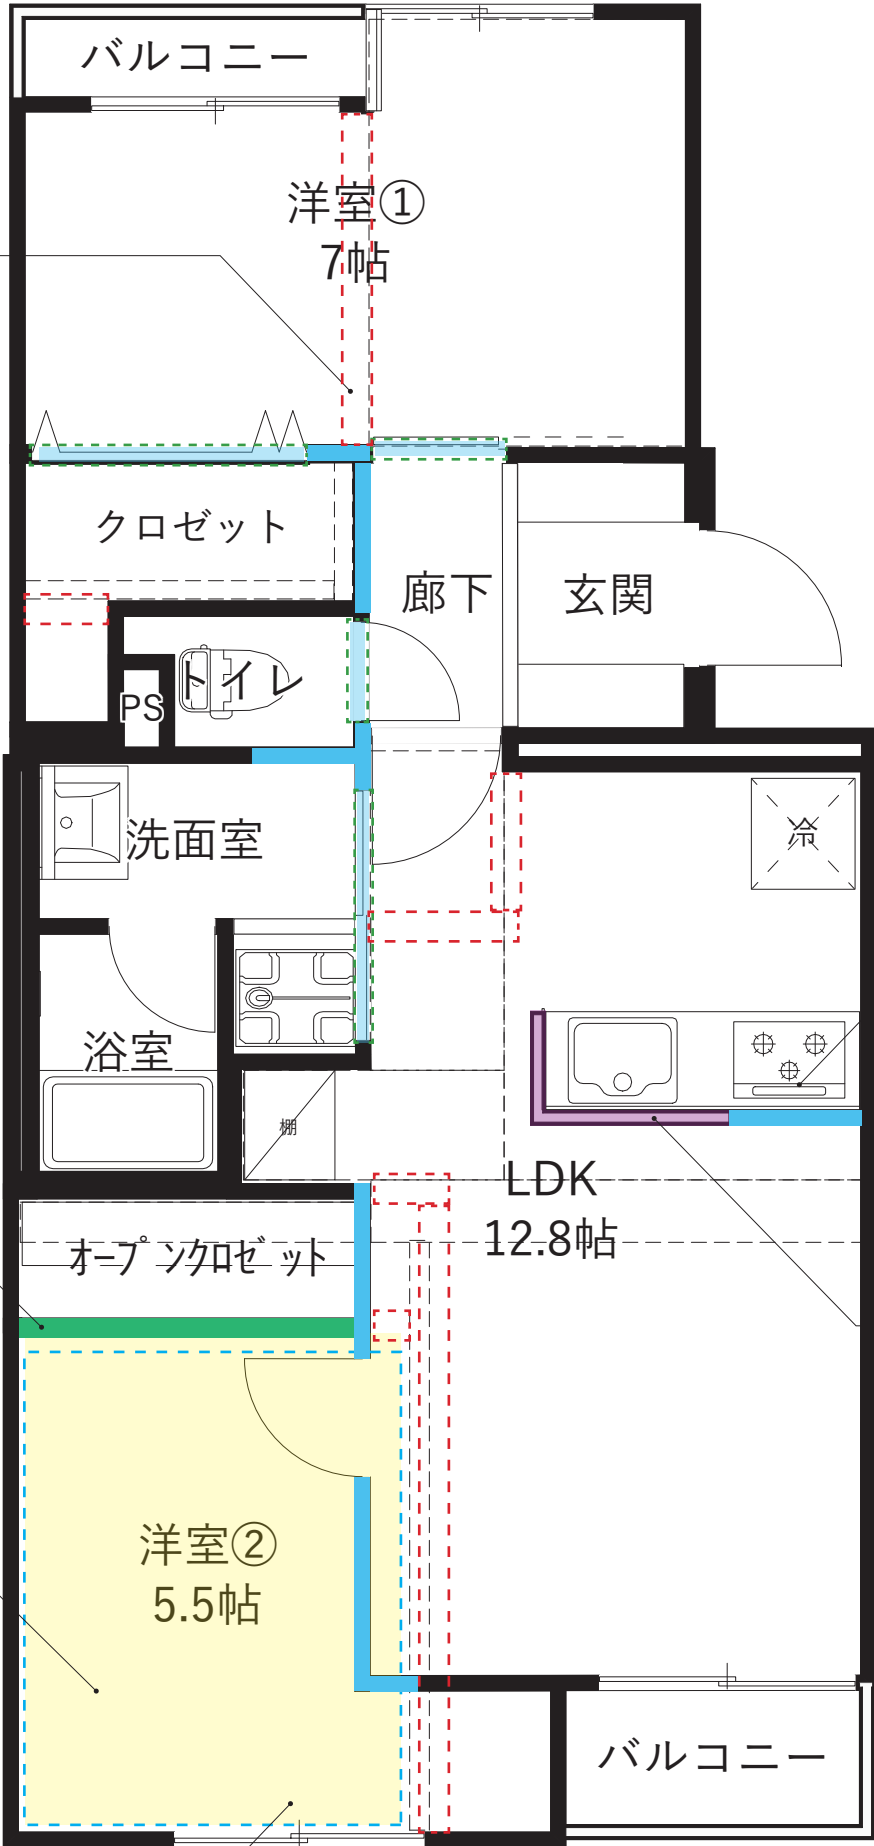 バルコニー
洋室①
7帖
クロゼット
廊下
玄関
トイレ
PS
洗面室
冷
浴室
棚
LDK
12.8帖
オープンクロゼット
洋室②
5.5帖
バルコニー